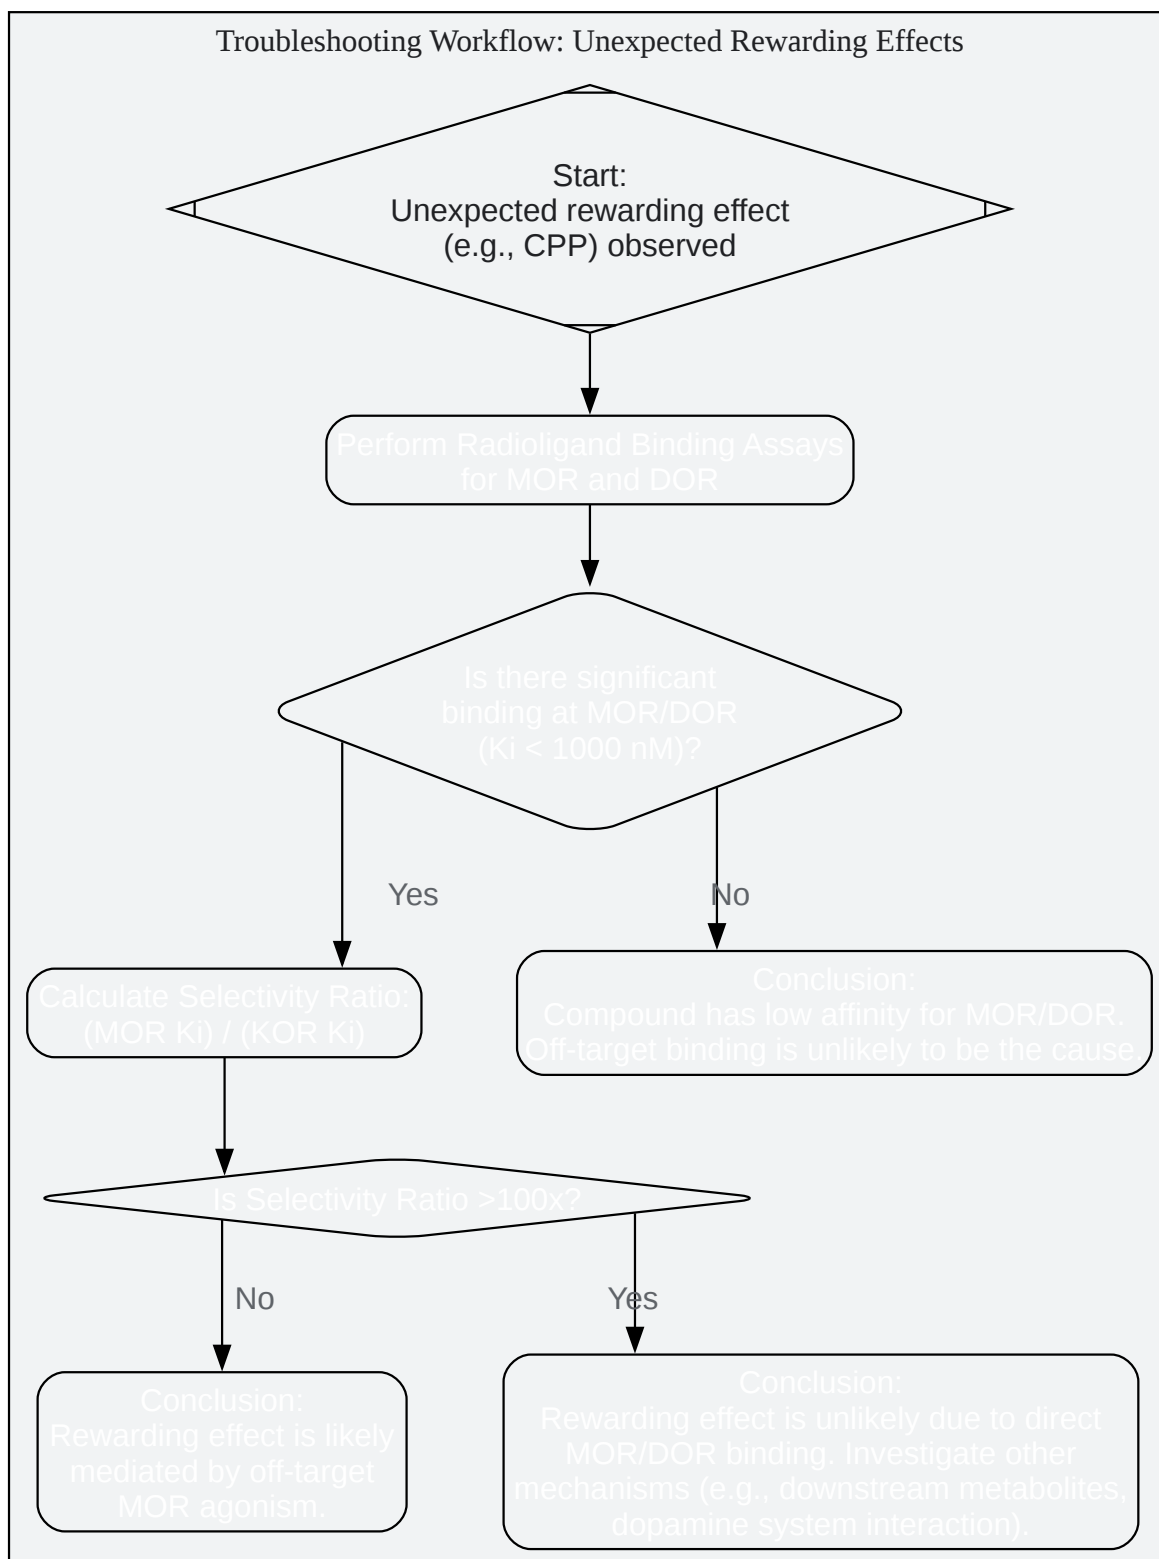 Troubleshooting Workflow: Unexpected Rewarding Effects
Start:
Unexpected rewarding effect
(e.g., CPP) observed
Perform Radioligand Binding Assays
for MOR and DOR
Is there significant
binding at MOR/DOR
(Ki < 1000 nM)?
Yes
No
Calculate Selectivity Ratio:
(MOR Ki) / (KOR Ki)
Conclusion:
Compound has low affinity for MOR/DOR.
Off-target binding is unlikely to be the cause.
Is Selectivity Ratio >100x?
No
Yes
Conclusion:
Rewarding effect is likely
mediated by off-target
MOR agonism.
Conclusion:
Rewarding effect is unlikely due to direct
MOR/DOR binding. Investigate other
mechanisms (e.g., downstream metabolites,
dopamine system interaction).